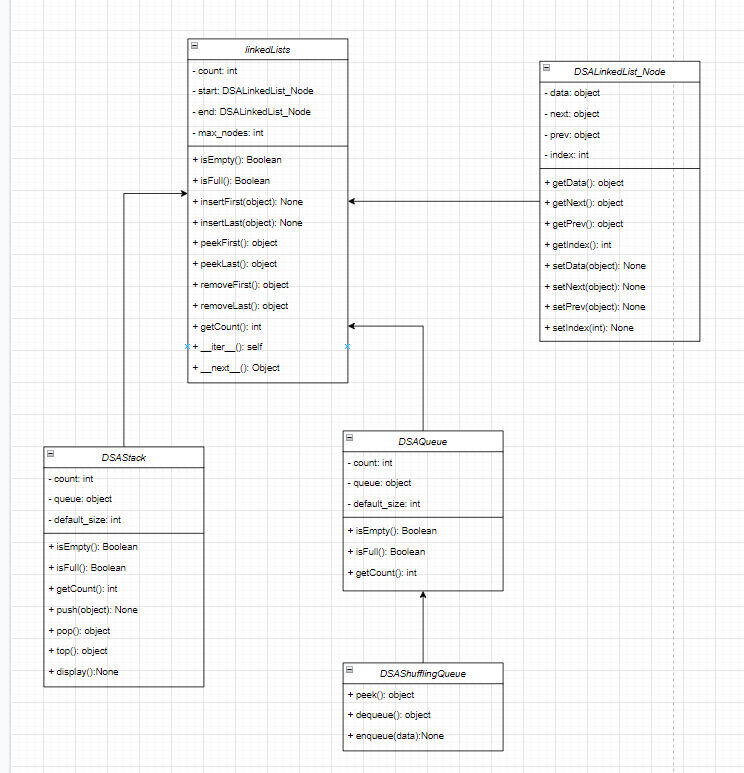 linkedLists
- count: int
- start: DSALinkedList_Node
- end: DSALinkedList_Node
- max_nodes: int
+ isEmpty(): Boolean
+ isFull(): Boolean
+ insertFirst(object): None
+ insertLast(object): None
+ peekFirst(): object
+ peekLast(): object
+ removeFirst(): object
+ removeLast(): object
+ getCount(): int
+ __iter__(): self
+ __next__(): Object
DSALinkedList_Node
- data: object
- next: object
- prev: object
- index: int
+ getData(): object
+ getNext(): object
+ getPrev(): object
+ getIndex(): int
+ setData(object): None
+ setNext(object): None
+ setPrev(object): None
+ setIndex(int): None
DSAStack
- count: int
- queue: object
- default_size: int
+ isEmpty(): Boolean
+ isFull(): Boolean
+ getCount(): int
+ push(object): None
+ pop(): object
+ top(): object
+ display():None
DSAQueue
- count: int
- queue: object
- default_size: int
+ isEmpty(): Boolean
+ isFull(): Boolean
+ getCount(): int
DSAShufflingQueue
+ peek(): object
+ dequeue(): object
+ enqueue(data):None